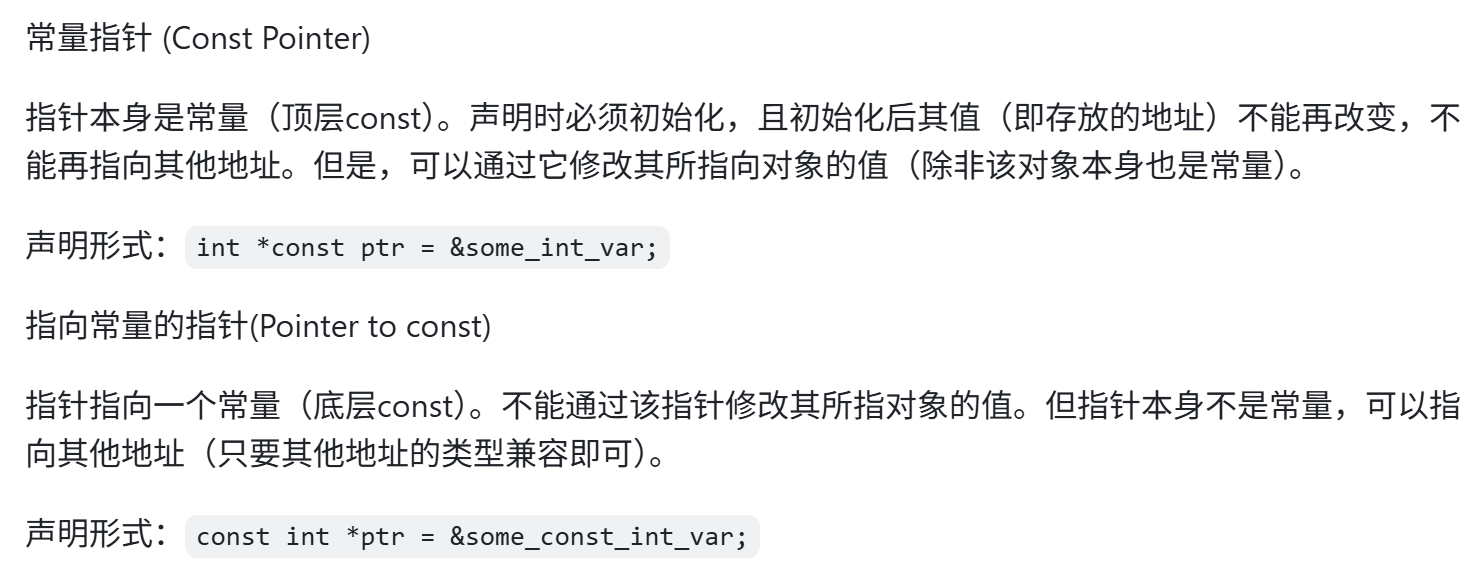 常量指针 (Const Pointer)
指针本身是常量（顶层const）。声明时必须初始化，且初始化后其值（即存放的地址）不能再改变，不
能再指向其他地址。但是，可以通过它修改其所指向对象的值（除非该对象本身也是常量）。
声明形式：int *const ptr = &some_int_var;
指向常量的指针(Pointer to const)
指针指向一个常量（底层const）。不能通过该指针修改其所指对象的值。但指针本身不是常量，可以指
向其他地址（只要其他地址的类型兼容即可）。
声明形式：const int *ptr = &some_const_int_var;